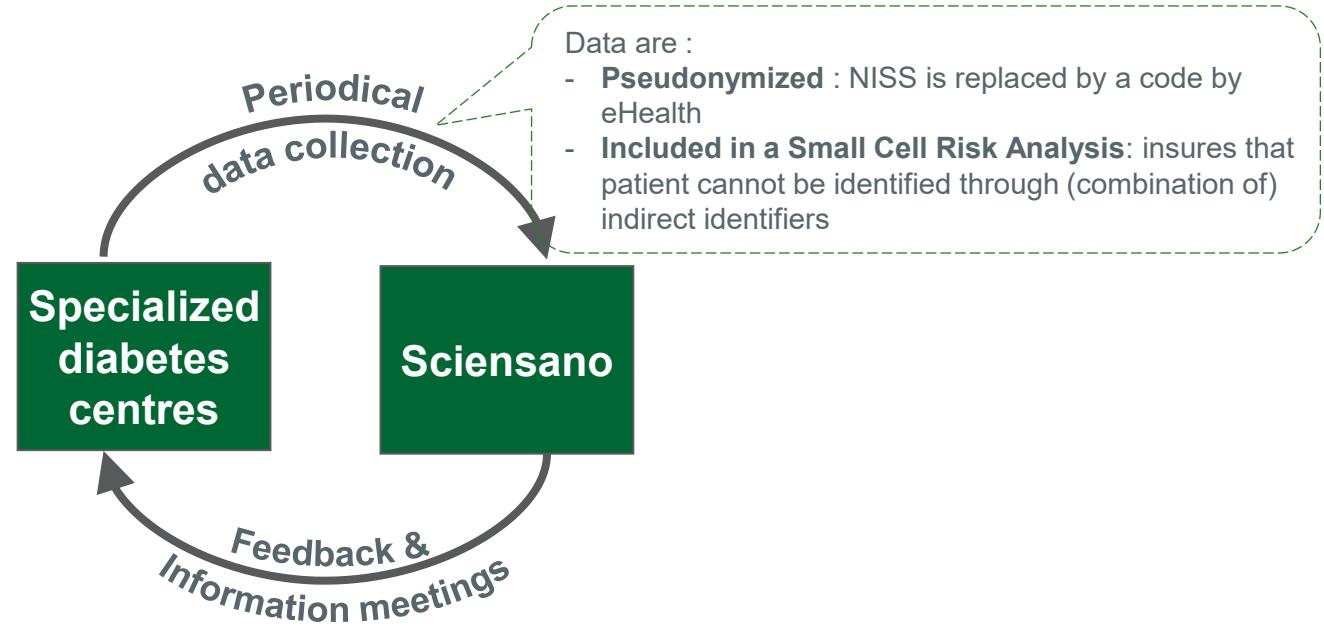 Data are :
- Pseudonymized : NISS is replaced by a code by
eHealth
- Included in a Small Cell Risk Analysis: insures that
patient cannot be identified through (combination of)
indirect identifiers
Periodical
data collection
Specialized
diabetes
centres
Sciensano
Feedback &
Information meetings